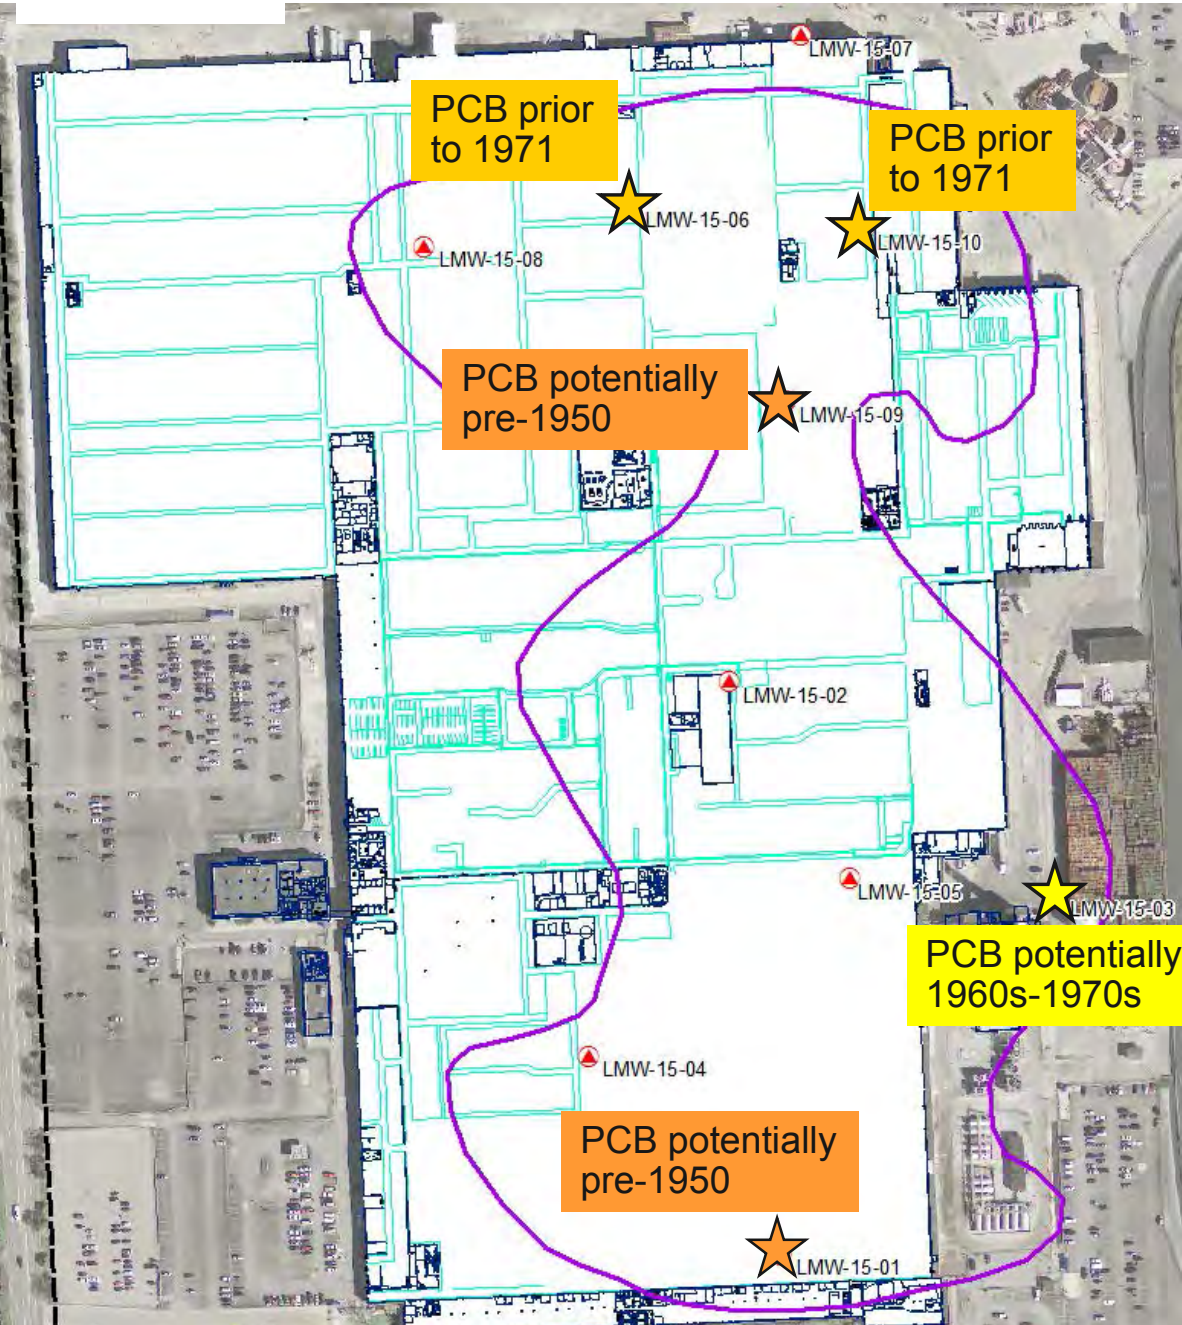 LMW-15-07
PCB prior
to 1971
PCB prior
to 1971
LMW-15-06
LMW-15-10
LMW-15-08
PCB potentially
pre-1950
LMW-15-09
LMW-15-02
LMW-15-05
LMW-15-03
PCB potentially
1960s-1970s
LMW-15-04
PCB potentially
pre-1950
LMW-15-01